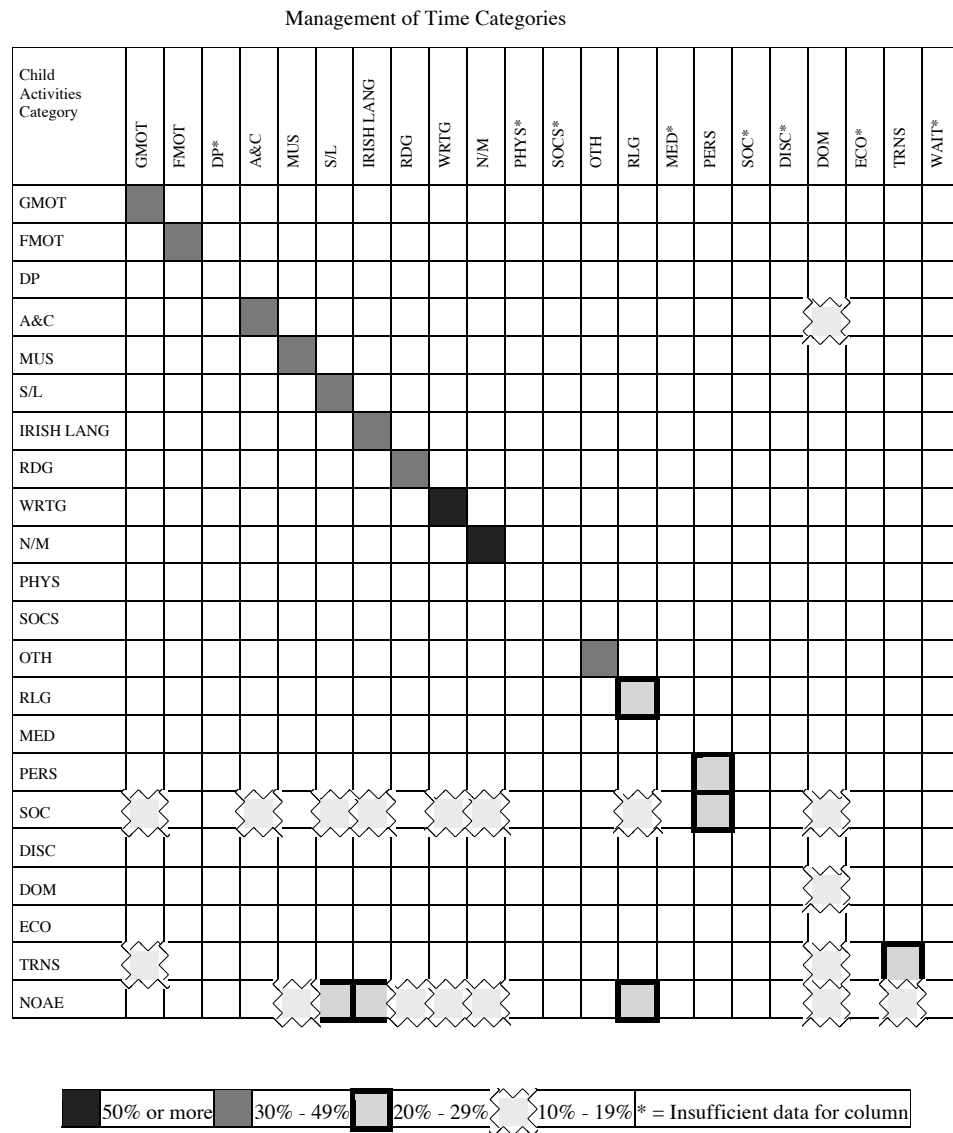 Management of Time Categories
Child
Activities
Category
GMOT
FMOT
DP*
A&C
MUS
S/L
IRISH LANG
RDG
WRTG
N/M
PHYS*
SOCS*
OTH
RLG
MED*
PERS
SOC*
DISC*
DOM
ECO*
TRNS
WAIT*
GMOT
FMOT
DP
A&C
MUS
S/L
IRISH LANG
RDG
WRTG
N/M
PHYS
SOCS
OTH
RLG
MED
PERS
SOC
DISC
DOM
ECO
TRNS
NOAE
50% or more 30% - 49% 20% - 29% 10% - 19% * = Insufficient data for column